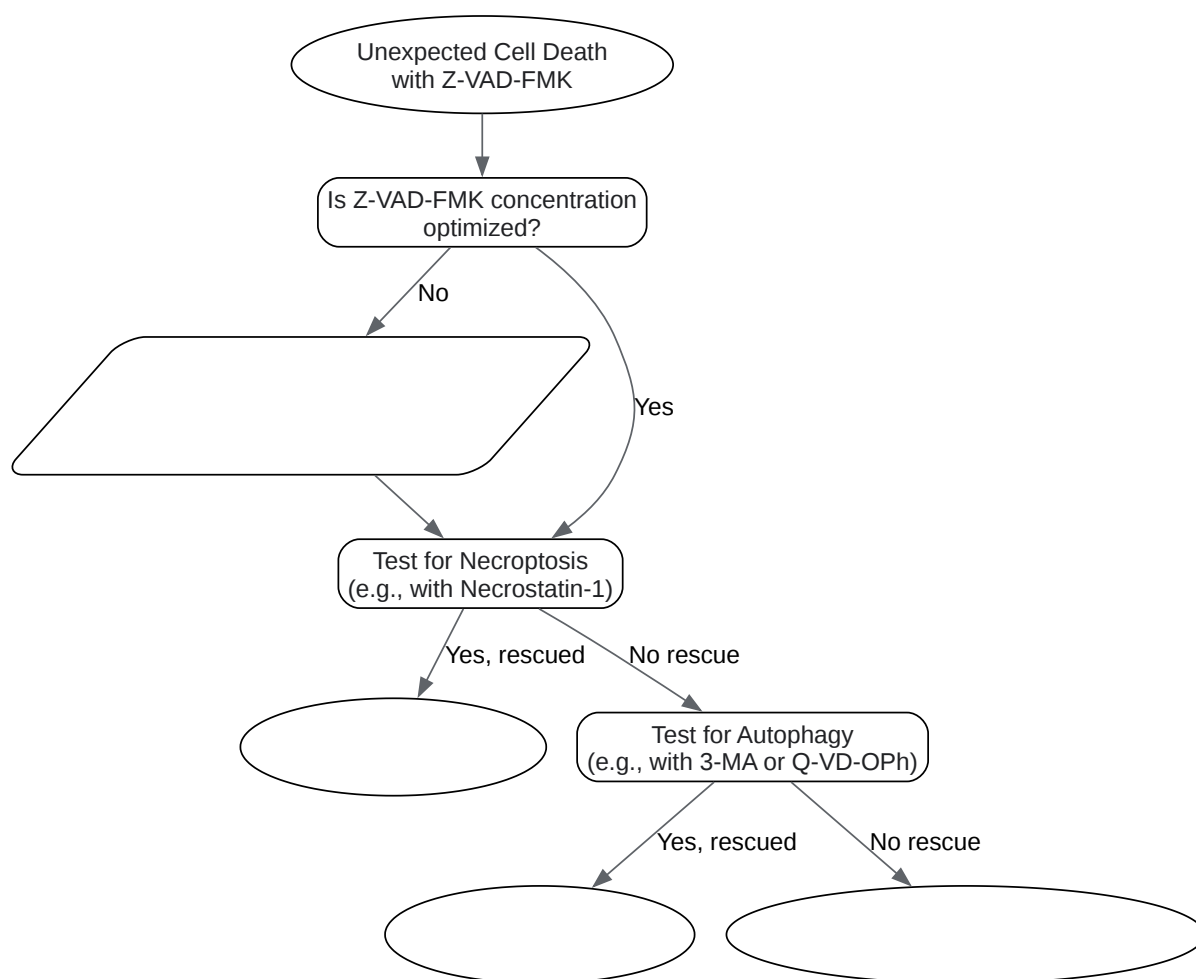 Unexpected Cell Death
with Z-VAD-FMK
Is Z-VAD-FMK concentration
optimized?
No
Yes
Test for Necroptosis
(e.g., with Necrostatin-1)
Yes, rescued
No rescue
Test for Autophagy
(e.g., with 3-MA or Q-VD-OPh)
Yes, rescued
No rescue